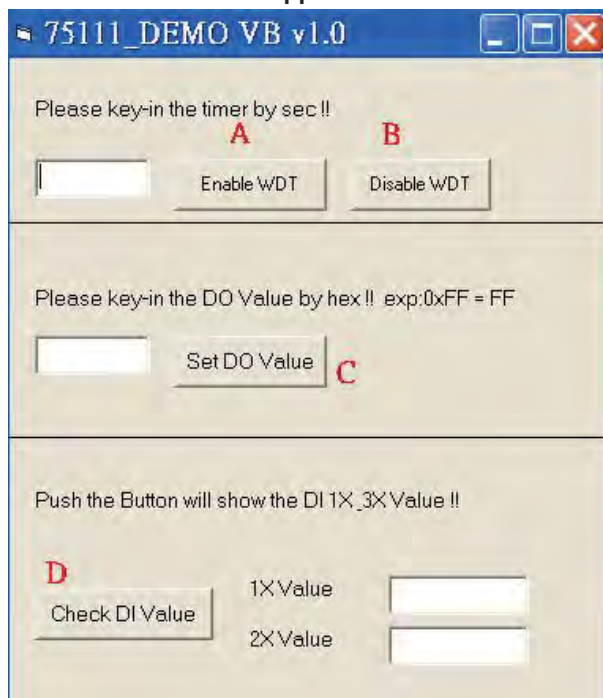 75111_DEMO VB v1.0
Please key-in the timer by sec !!
A B
Enable WDT Disable WDT
Please key-in the DO Value by hex !! exp:0xFF = FF
Set DO Value C
Push the Button will show the DI 1X_3X Value !!
D
Check DI Value
1X Value
2X Value